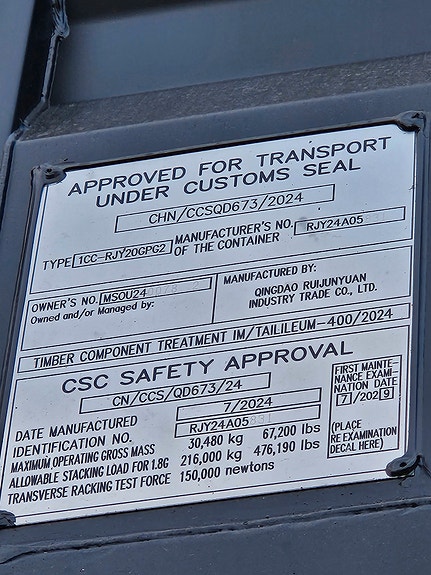 APPROVED FOR TRANSPORT
UNDER CUSTOMS SEAL
CHN/CCSQD673/2024
TYPE 1CC-RJY20GPG2 MANUFACTURER'S NO. OF THE CONTAINER RJY24A05
OWNER'S NO. MSOU24
Owned and/or Managed by:
MANUFACTURED BY:
QINGDAO RUIJUNYUAN
INDUSTRY TRADE CO., LTD.
TIMBER COMPONENT TREATMENT IM/TAILILEUM-400/2024
CSC SAFETY APPROVAL
CN/CCS/QD673/24
DATE MANUFACTURED 7/2024
IDENTIFICATION NO. RJY24A05
MAXIMUM OPERATING GROSS MASS 30,480 kg 67,200 lbs
ALLOWABLE STACKING LOAD FOR 1.8G 216,000 kg 476,190 lbs
TRANSVERSE RACKING TEST FORCE 150,000 newtons
FIRST MAINTE-
NANCE EXAMI-
NATION DATE
7/2029
(PLACE
RE EXAMINATION
DECAL HERE)